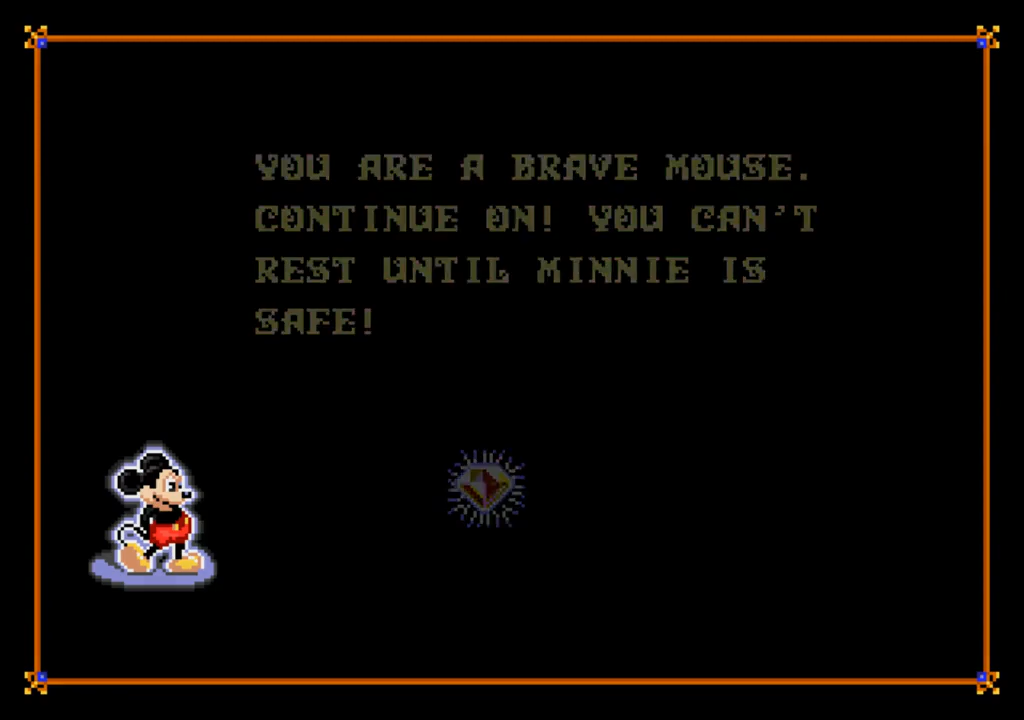 YOU ARE A BRAVE MOUSE.
CONTINUE ON! YOU CAN'T
REST UNTIL MINNIE IS
SAFE!